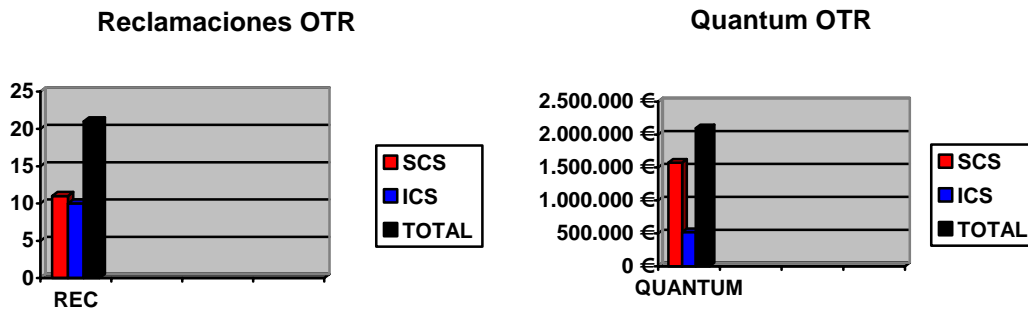 Reclamaciones OTR
25
20
15
10
5
0
REC
SCS
ICS
TOTAL
Quantum OTR
2.500.000 €
2.000.000 €
1.500.000 €
1.000.000 €
500.000 €
0 €
QUANTUM
SCS
ICS
TOTAL